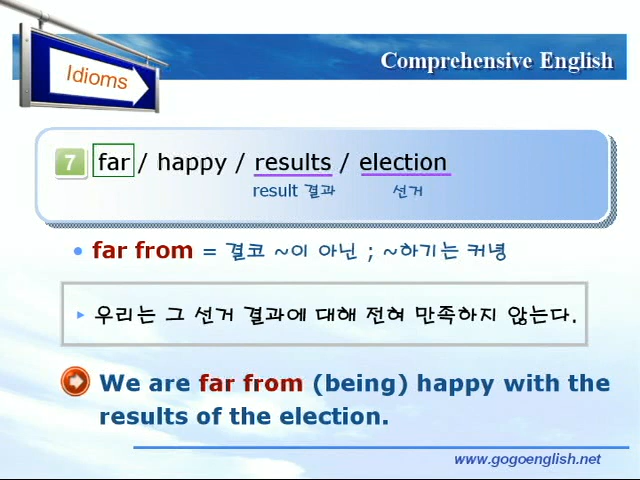 Idioms
Comprehensive English
7 far / happy / results / election
result 결과 선거
• far from = 결코 ~이 아닌 ; ~하기는 커녕
▸ 우리는 그 선거 결과에 대해 전혀 만족하지 않는다.
We are far from (being) happy with the
results of the election.
www.gogoenglish.net